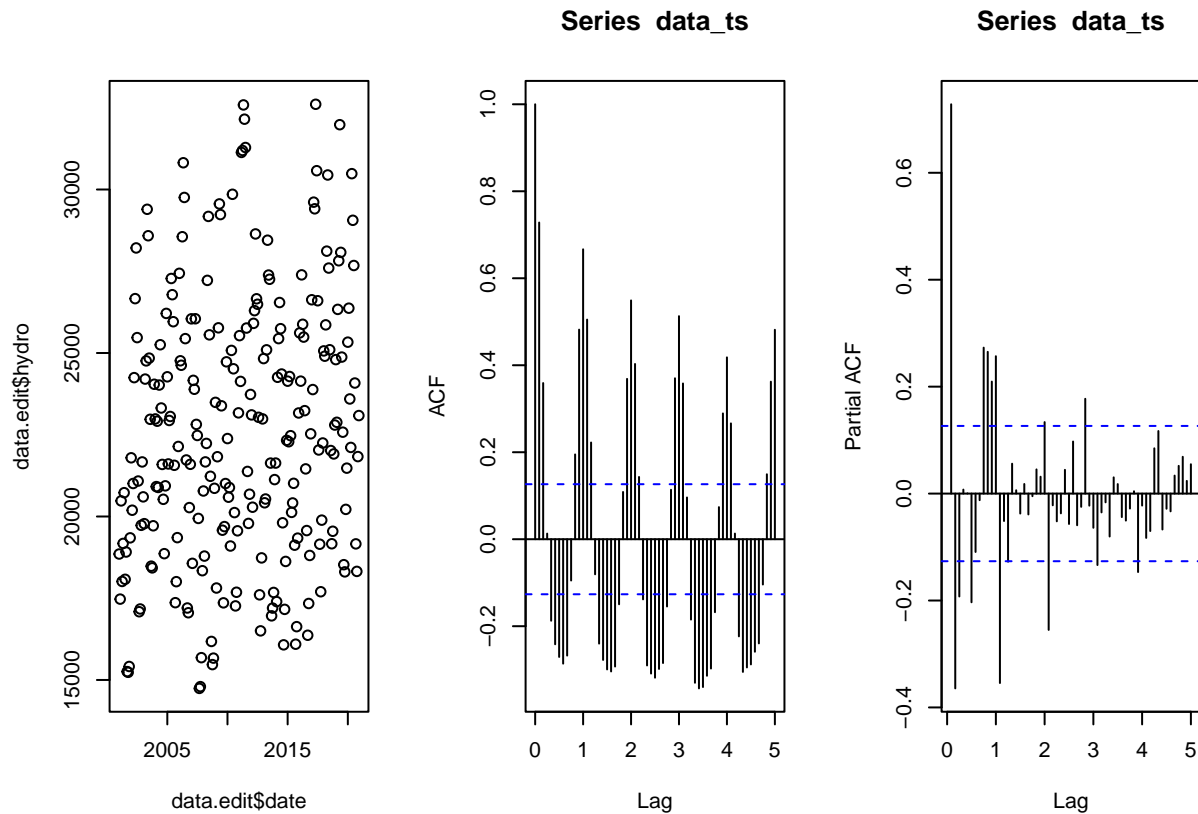 data.edit$hydro
30000
25000
20000
15000
2005
2015
data.edit$date
Series data_ts
ACF
1.0
0.8
0.6
0.4
0.2
0.0
−0.2
0 1 2 3 4 5
Lag
Series data_ts
Partial ACF
0.6
0.4
0.2
0.0
−0.2
−0.4
0 1 2 3 4 5
Lag